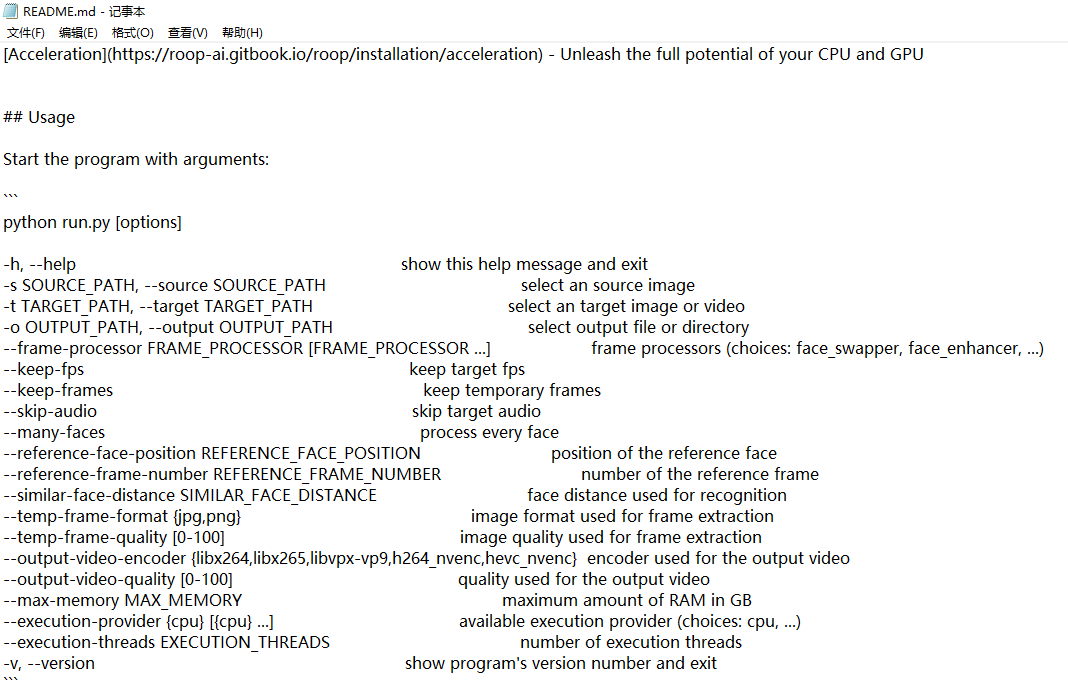 README.md - 记事本
文件(F) 编辑(E) 格式(O) 查看(V) 帮助(H)
[Acceleration](https://roop-ai.gitbook.io/roop/installation/acceleration) - Unleash the full potential of your CPU and GPU
## Usage
Start the program with arguments:
```
python run.py [options]
-h, --help show this help message and exit
-s SOURCE_PATH, --source SOURCE_PATH select an source image
-t TARGET_PATH, --target TARGET_PATH select an target image or video
-o OUTPUT_PATH, --output OUTPUT_PATH select output file or directory
--frame-processor FRAME_PROCESSOR [FRAME_PROCESSOR ...] frame processors (choices: face_swapper, face_enhancer, ...)
--keep-fps keep target fps
--keep-frames keep temporary frames
--skip-audio skip target audio
--many-faces process every face
--reference-face-position REFERENCE_FACE_POSITION position of the reference face
--reference-frame-number REFERENCE_FRAME_NUMBER number of the reference frame
--similar-face-distance SIMILAR_FACE_DISTANCE face distance used for recognition
--temp-frame-format {jpg,png} image format used for frame extraction
--temp-frame-quality [0-100] image quality used for frame extraction
--output-video-encoder {libx264,libx265,libvpx-vp9,h264_nvenc,hevc_nvenc} encoder used for the output video
--output-video-quality [0-100] quality used for the output video
--max-memory MAX_MEMORY maximum amount of RAM in GB
--execution-provider {cpu} [{cpu} ...] available execution provider (choices: cpu, ...)
--execution-threads EXECUTION_THREADS number of execution threads
-v, --version show program's version number and exit
```